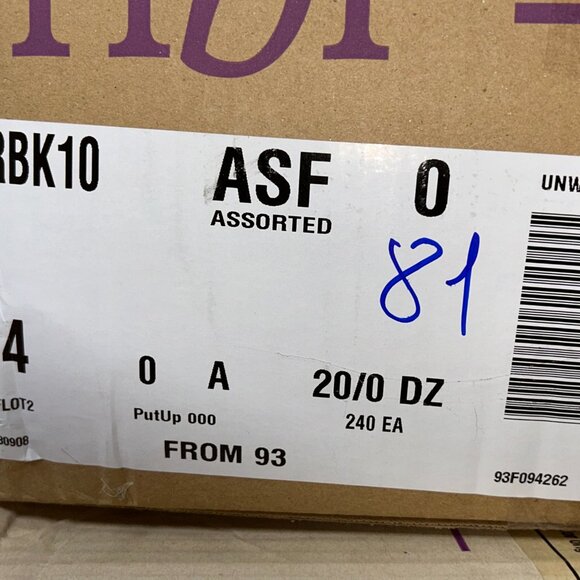 RBK10 ASF 0 UNW
ASSORTED
81
4 0 A 20/0 DZ
FLOT2 PutUp 000 240 EA
80908 FROM 93 93F094262